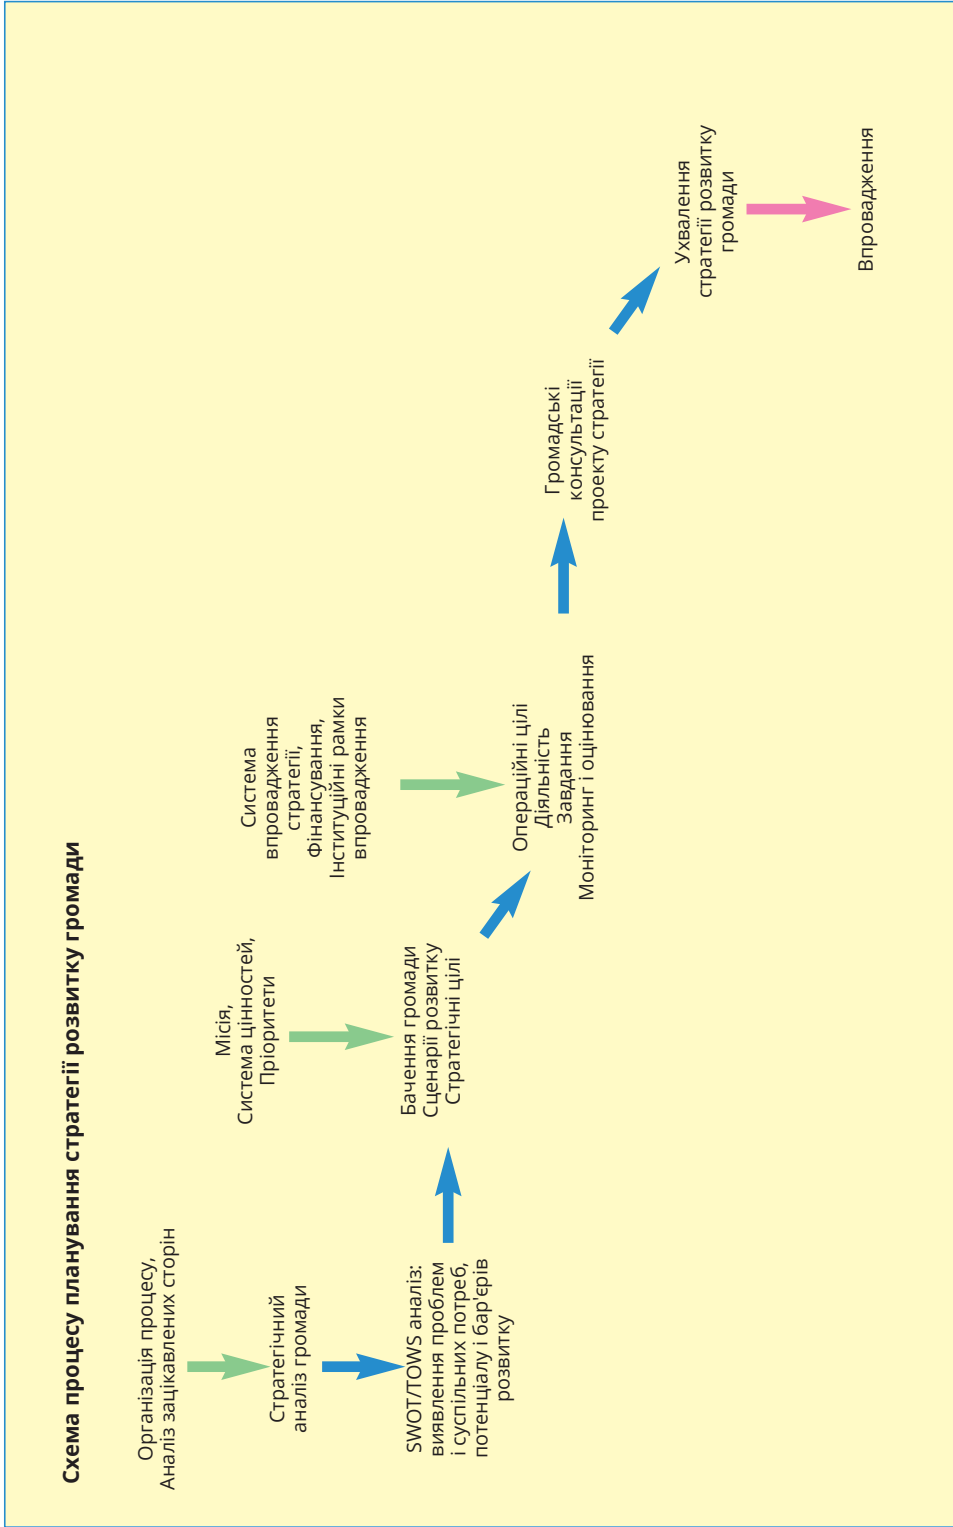 Схема процесу планування стратегії розвитку громади
Організація процесу,
Аналіз зацікавлених сторін
Стратегічний
аналіз громади
SWOT/TOWS аналіз:
виявлення проблем
і суспільних потреб,
потенціалу і бар'єрів
розвитку
Місія,
Система цінностей,
Пріоритети
Бачення громади
Сценарії розвитку
Стратегічні цілі
Система
впровадження
стратегії,
Фінансування,
Інституційні рамки
впровадження
Операційні цілі
Діяльність
Завдання
Моніторинг і оцінювання
Громадські
консультації
проекту стратегії
Ухвалення
стратегії розвитку
громади
Впровадження